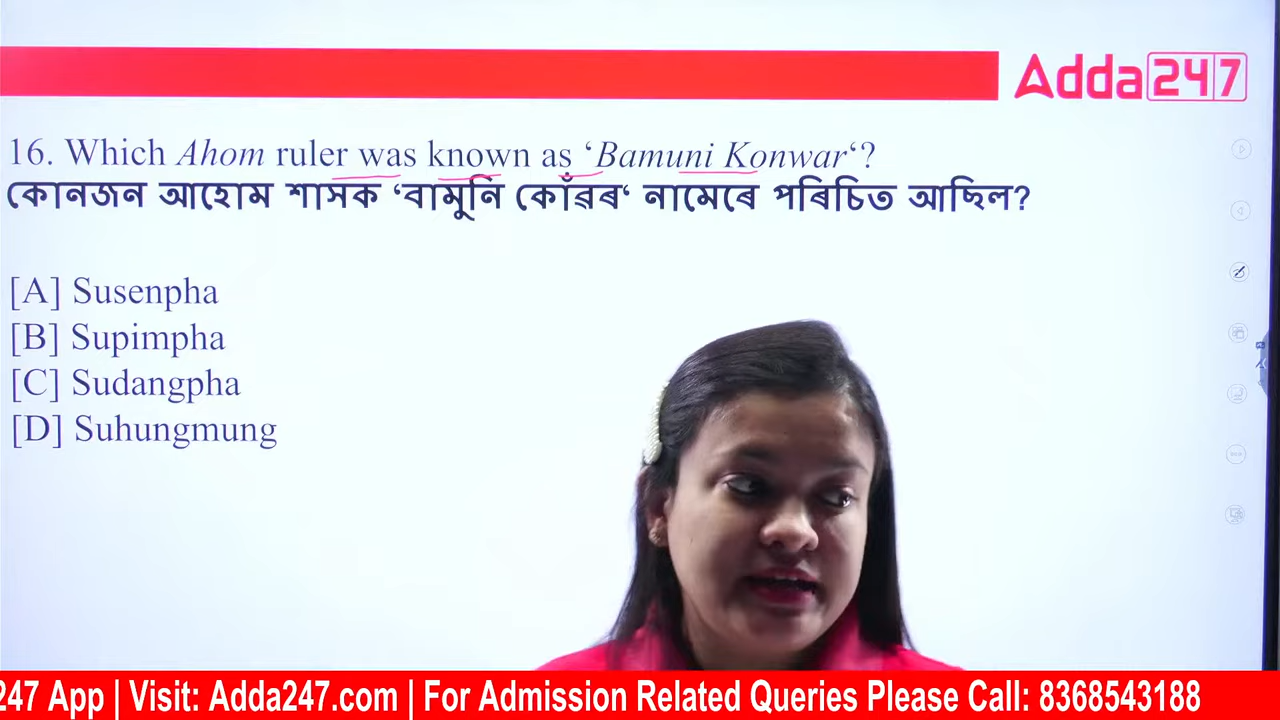 Adda247
16. Which Ahom ruler was known as ‘Bamuni Konwar‘?
কোনজন আহোম শাসক ‘বামুনি কোঁৱৰ‘ নামেৰে পৰিচিত আছিল?
[A] Susenpha
[B] Supimpha
[C] Sudangpha
[D] Suhungmung
247 App | Visit: Adda247.com | For Admission Related Queries Please Call: 8368543188